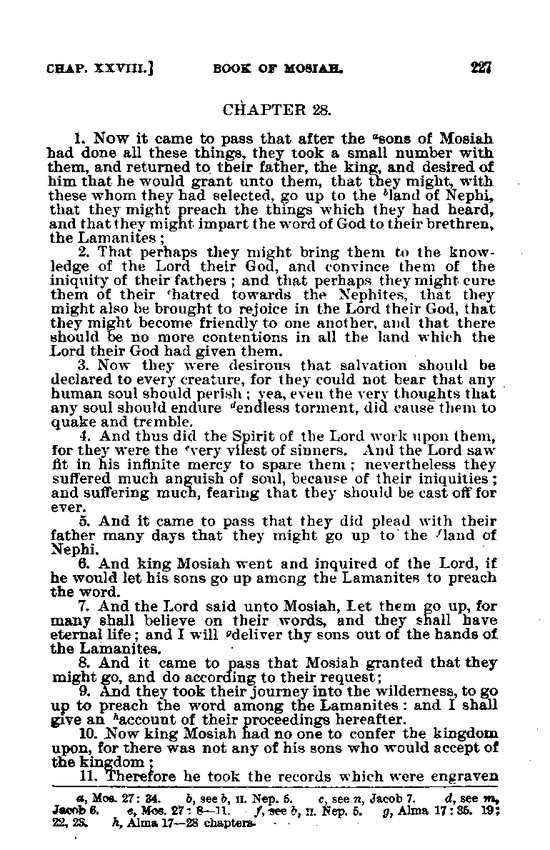 CHAP. XXVIII.] BOOK OF MOSIAH. 227
CHAPTER 28.
1. Now it came to pass that after the ᵃsons of Mosiah
had done all these things, they took a small number with
them, and returned to their father, the king, and desired of
him that he would grant unto them, that they might, with
these whom they had selected, go up to the ᵇland of Nephi,
that they might preach the things which they had heard,
and that they might impart the word of God to their brethren,
the Lamanites;
2. That perhaps they might bring them to the know-
ledge of the Lord their God, and convince them of the
iniquity of their fathers; and that perhaps they might cure
them of their ᶜhatred towards the Nephites, that they
might also be brought to rejoice in the Lord their God, that
they might become friendly to one another, and that there
should be no more contentions in all the land which the
Lord their God had given them.
3. Now they were desirous that salvation should be
declared to every creature, for they could not bear that any
human soul should perish; yea, even the very thoughts that
any soul should endure ᵈendless torment, did cause them to
quake and tremble.
4. And thus did the Spirit of the Lord work upon them,
for they were the ᵉvery vilest of sinners. And the Lord saw
fit in his infinite mercy to spare them; nevertheless they
suffered much anguish of soul, because of their iniquities;
and suffering much, fearing that they should be cast off for
ever.
5. And it came to pass that they did plead with their
father many days that they might go up to the ᶠland of
Nephi.
6. And king Mosiah went and inquired of the Lord, if
he would let his sons go up among the Lamanites to preach
the word.
7. And the Lord said unto Mosiah, Let them go up, for
many shall believe on their words, and they shall have
eternal life; and I will ᵍdeliver thy sons out of the hands of
the Lamanites.
8. And it came to pass that Mosiah granted that they
might go, and do according to their request;
9. And they took their journey into the wilderness, to go
up to preach the word among the Lamanites: and I shall
give an ʰaccount of their proceedings hereafter.
10. Now king Mosiah had no one to confer the kingdom
upon, for there was not any of his sons who would accept of
the kingdom;
11. Therefore he took the records which were engraven
a, Mos. 27: 34. b, see b, II. Nep. 5. c, see n, Jacob 7. d, see m,
Jacob 6. e, Mos. 27: 8—11. f, see b, II. Nep. 5. g, Alma 17: 35. 19;
22, 23. h, Alma 17—28 chapters.